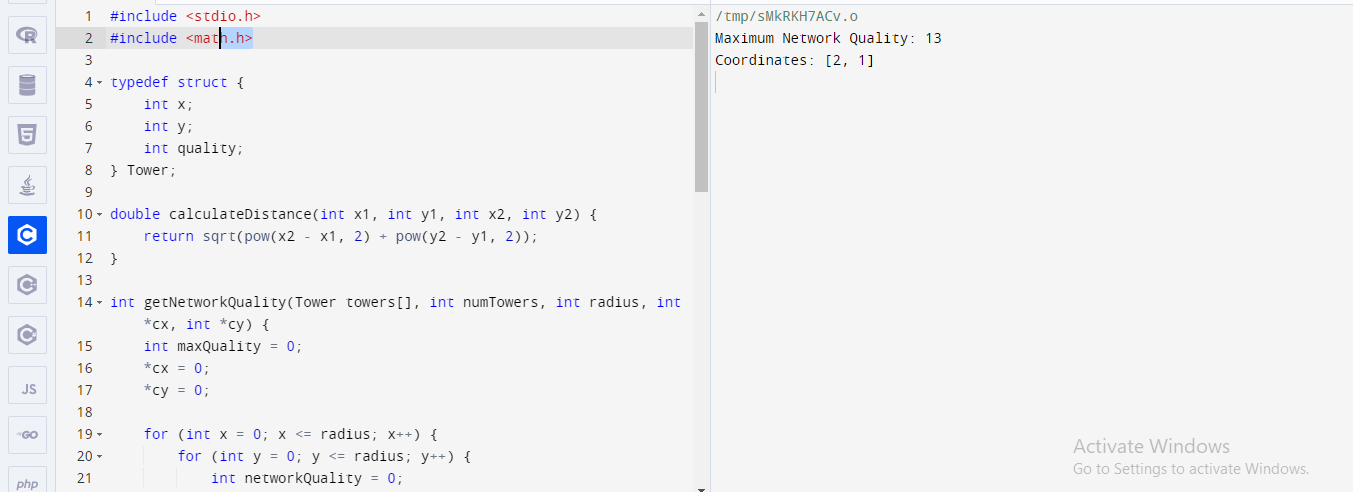 1 #include <stdio.h>
2 #include <math.h>
3
4 typedef struct {
5 int x;
6 int y;
7 int quality;
8 } Tower;
9
10 double calculateDistance(int x1, int y1, int x2, int y2) {
11 return sqrt(pow(x2 - x1, 2) + pow(y2 - y1, 2));
12 }
13
14 int getNetworkQuality(Tower towers[], int numTowers, int radius, int
*cx, int *cy) {
15 int maxQuality = 0;
16 *cx = 0;
17 *cy = 0;
18
19 for (int x = 0; x <= radius; x++) {
20 for (int y = 0; y <= radius; y++) {
21 int networkQuality = 0;
R
5
C
C
C
JS
GO
php
/tmp/sMkRKH7ACv.o
Maximum Network Quality: 13
Coordinates: [2, 1]
Activate Windows
Go to Settings to activate Windows.